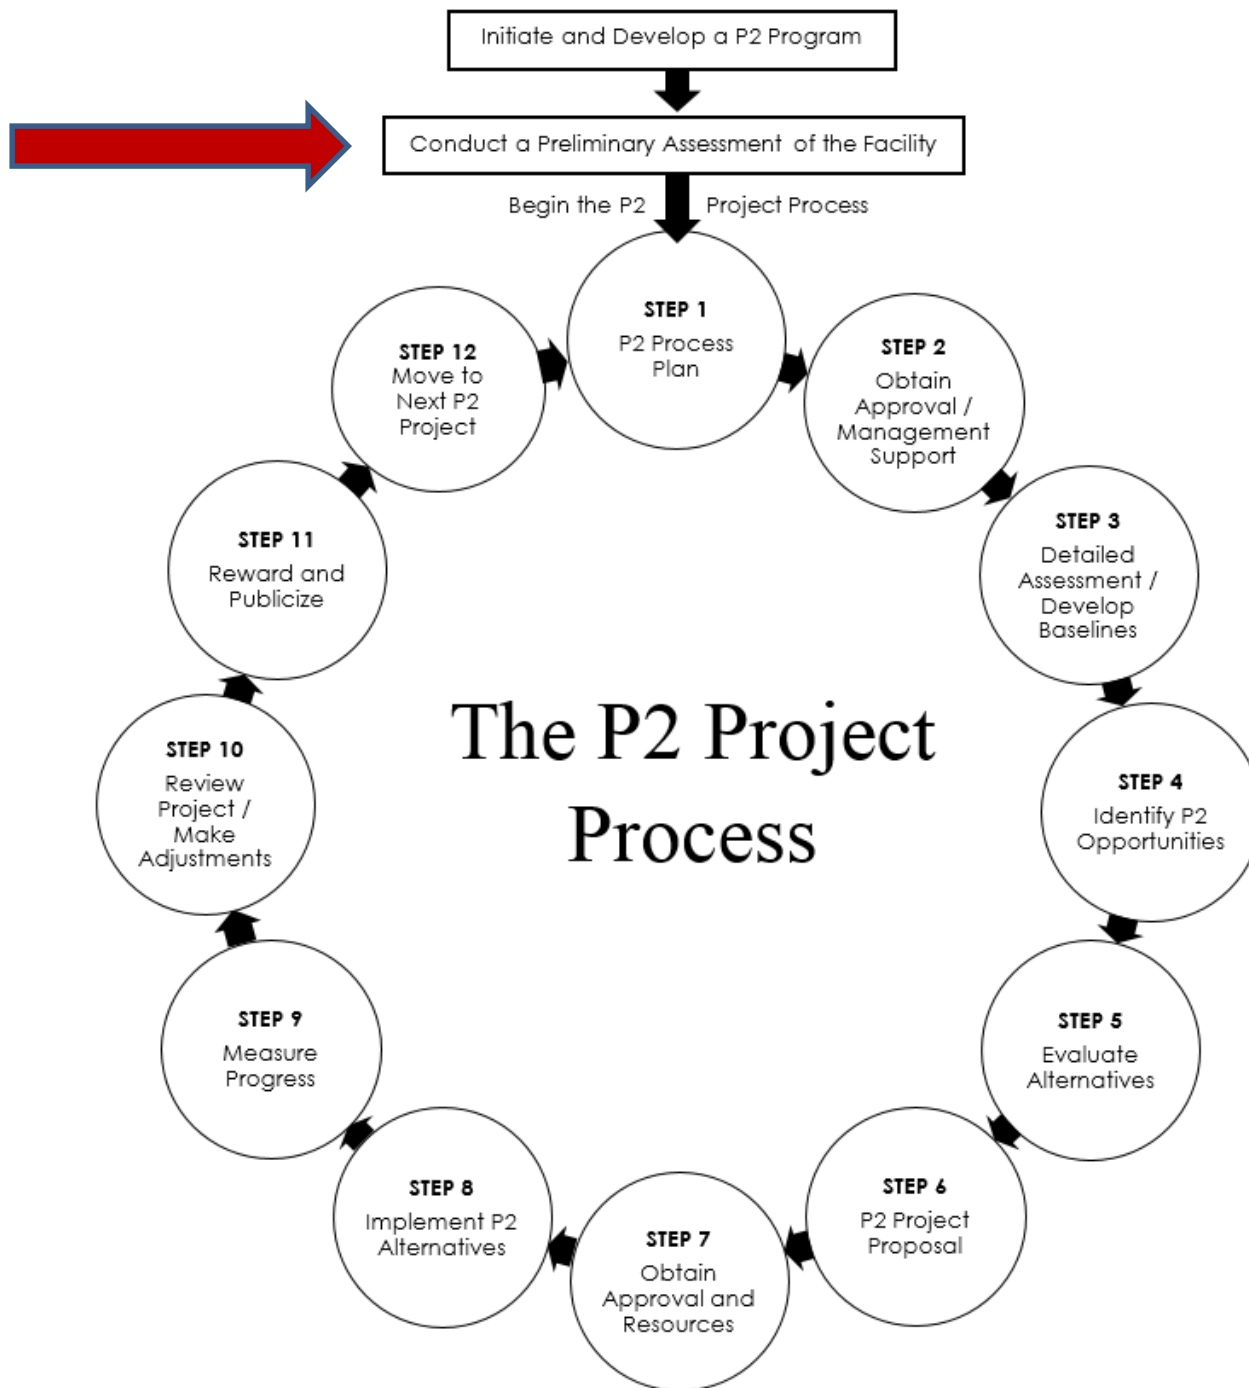 Initiate and Develop a P2 Program
Conduct a Preliminary Assessment of the Facility
Begin the P2 Project Process
STEP 1
P2 Process
Plan
STEP 2
Obtain
Approval /
Management
Support
STEP 3
Detailed
Assessment /
Develop
Baselines
STEP 4
Identify P2
Opportunities
STEP 5
Evaluate
Alternatives
STEP 6
P2 Project
Proposal
STEP 7
Obtain
Approval and
Resources
STEP 8
Implement P2
Alternatives
STEP 9
Measure
Progress
STEP 10
Review
Project /
Make
Adjustments
STEP 11
Reward and
Publicize
STEP 12
Move to
Next P2
Project
The P2 Project
Process